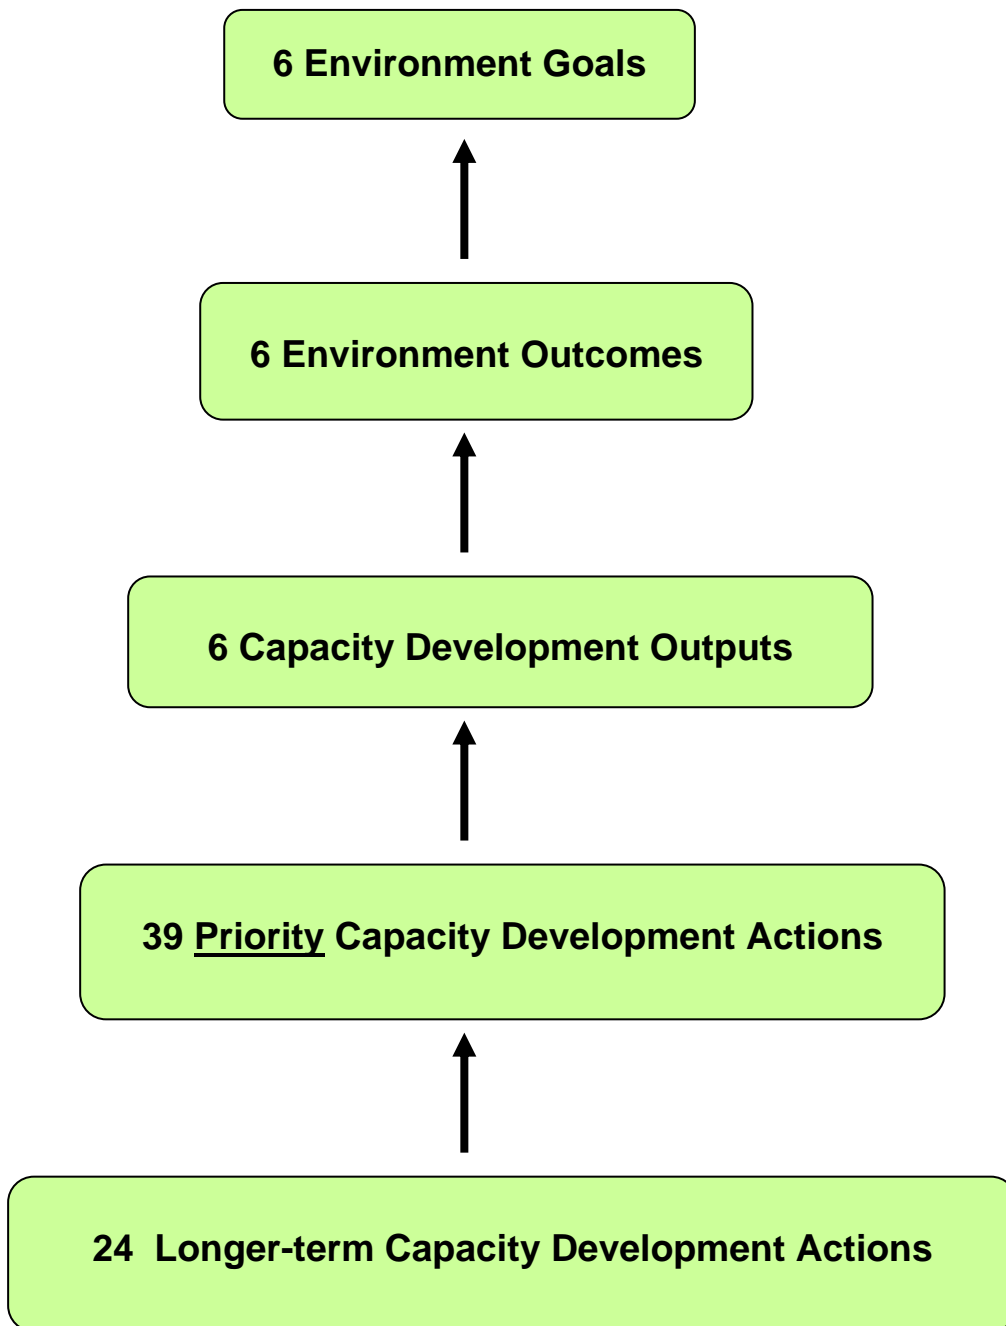 6 Environment Goals
6 Environment Outcomes
6 Capacity Development Outputs
39 Priority Capacity Development Actions
24  Longer-term Capacity Development Actions